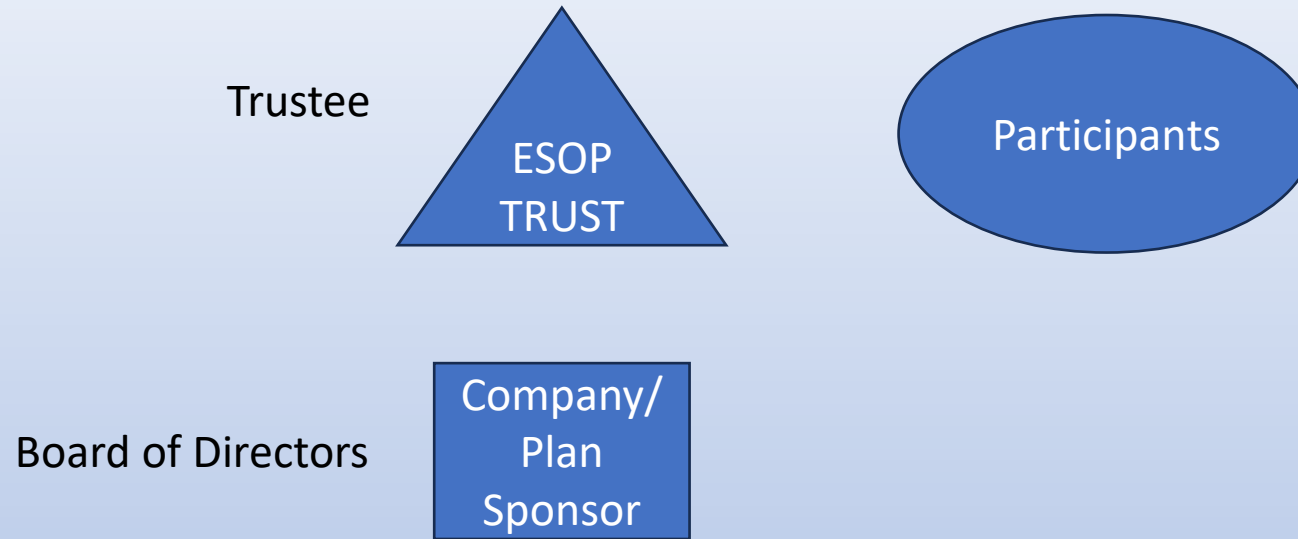 Trustee
ESOP
TRUST
Participants
Board of Directors
Company/
Plan
Sponsor